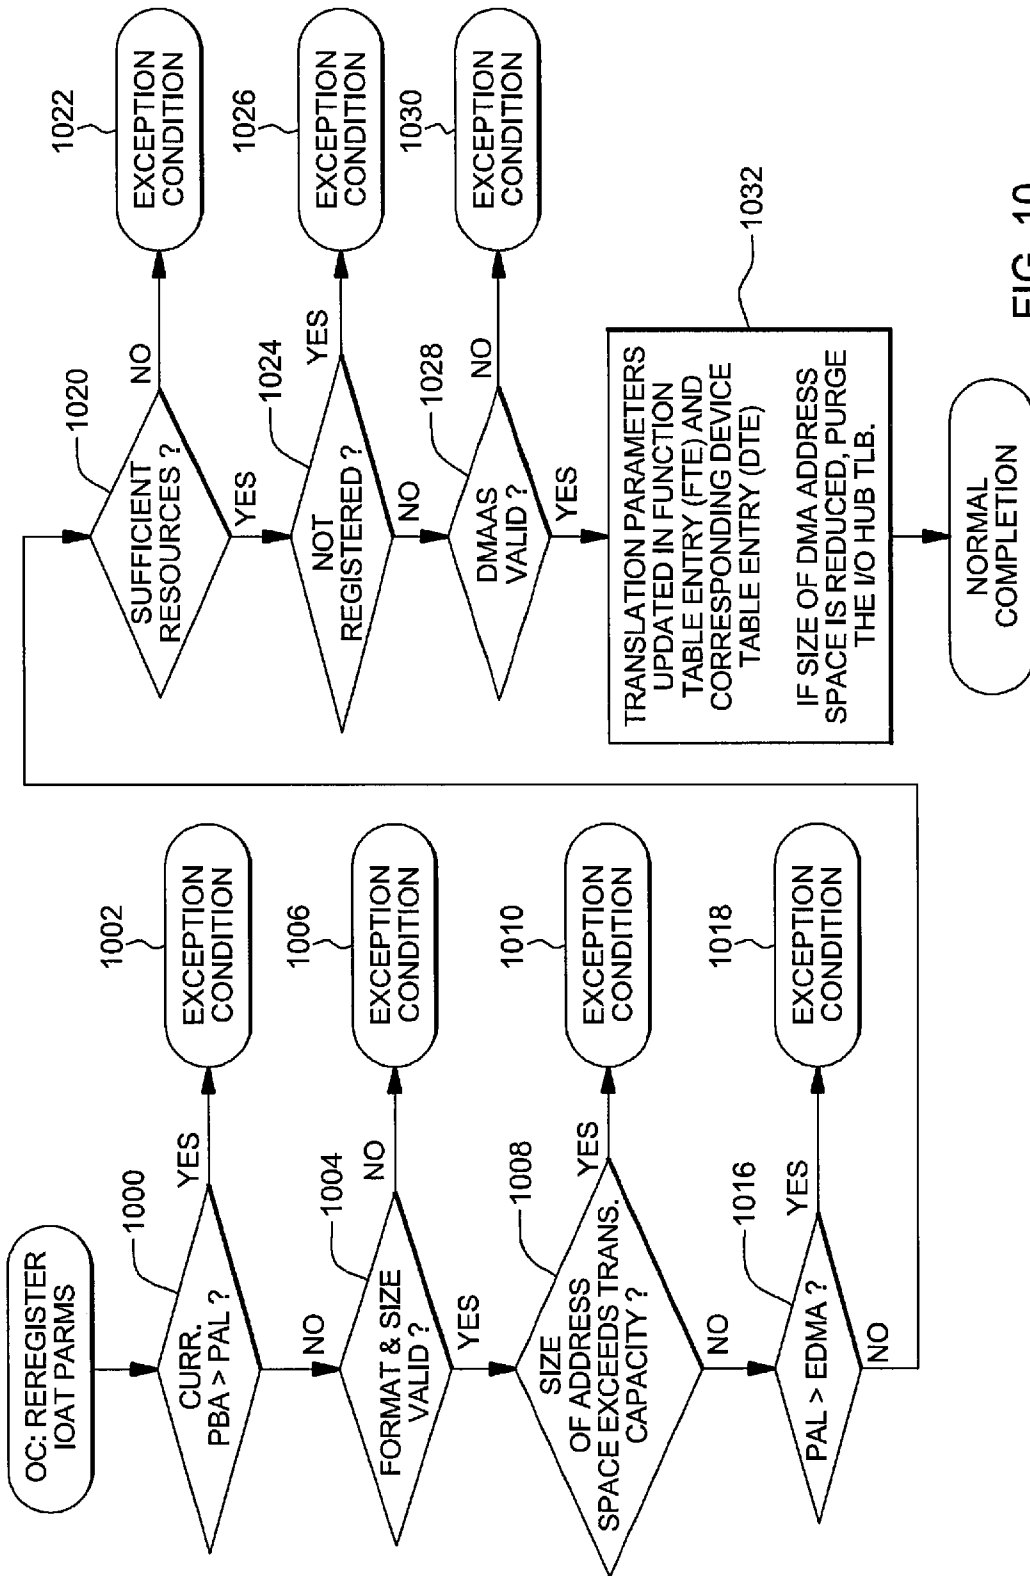 OC: REREGISTER
IOAT PARMS
1000
CURR.
PBA > PAL ?
YES
1002
EXCEPTION
CONDITION
NO
1004
FORMAT & SIZE
VALID ?
NO
1006
EXCEPTION
CONDITION
YES
1008
SIZE
OF ADDRESS
SPACE EXCEEDS TRANS.
CAPACITY ?
YES
1010
EXCEPTION
CONDITION
NO
1016
PAL > EDMA ?
YES
1018
EXCEPTION
CONDITION
NO
1020
SUFFICIENT
RESOURCES ?
NO
1022
EXCEPTION
CONDITION
YES
1024
NOT
REGISTERED ?
YES
1026
EXCEPTION
CONDITION
NO
1028
DMAAS
VALID ?
NO
1030
EXCEPTION
CONDITION
YES
1032
TRANSLATION PARAMETERS
UPDATED IN FUNCTION
TABLE ENTRY (FTE) AND
CORRESPONDING DEVICE
TABLE ENTRY (DTE)
IF SIZE OF DMA ADDRESS
SPACE IS REDUCED, PURGE
THE I/O HUB TLB.
NORMAL
COMPLETION
FIG. 10